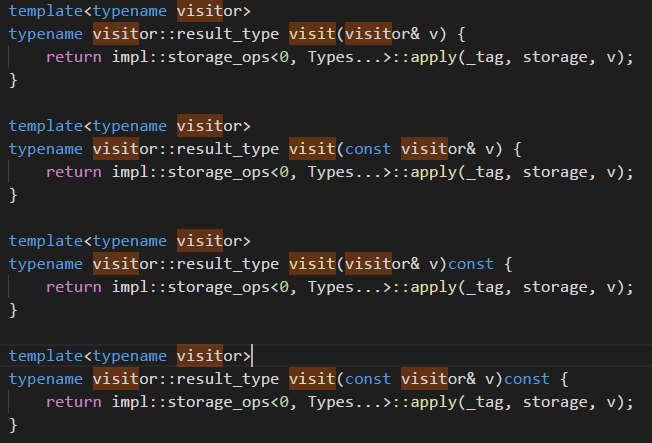 template<typename visitor>
typename visitor::result_type visit(visitor& v) {
    return impl::storage_ops<0, Types...>::apply(_tag, storage, v);
}

template<typename visitor>
typename visitor::result_type visit(const visitor& v) {
    return impl::storage_ops<0, Types...>::apply(_tag, storage, v);
}

template<typename visitor>
typename visitor::result_type visit(visitor& v)const {
    return impl::storage_ops<0, Types...>::apply(_tag, storage, v);
}

template<typename visitor>
typename visitor::result_type visit(const visitor& v)const {
    return impl::storage_ops<0, Types...>::apply(_tag, storage, v);
}